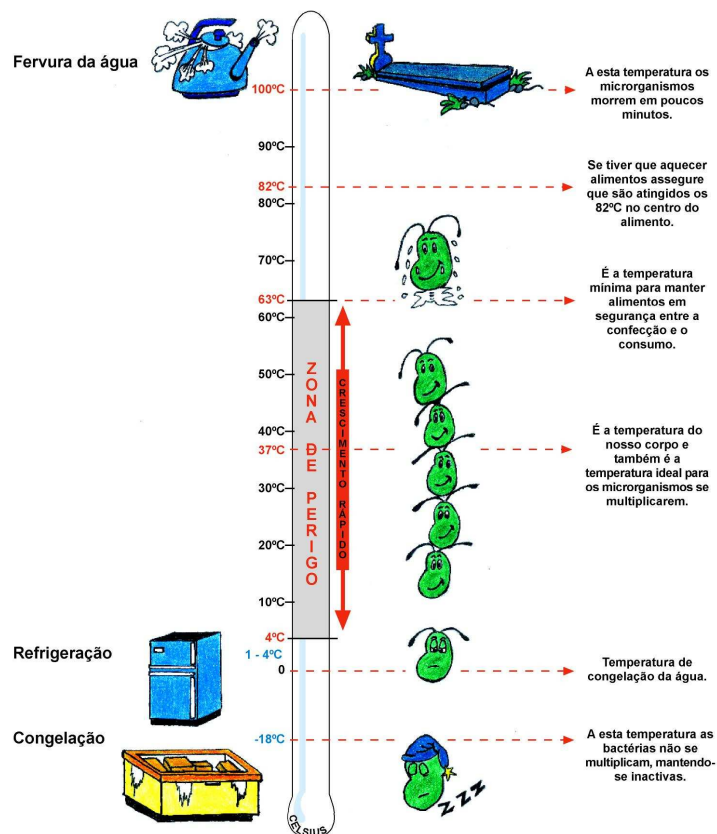 Fervura da água
100ºC
A esta temperatura os
microrganismos
morrem em poucos
minutos.
90ºC
82ºC
Se tiver que aquecer
alimentos assegure
que são atingidos os
82ºC no centro do
alimento.
80ºC
70ºC
63ºC
É a temperatura
mínima para manter
alimentos em
segurança entre a
confecção e o
consumo.
60ºC
50ºC
40ºC
37ºC
30ºC
20ºC
10ºC
4ºC
ZONA DE PERIGO
CRESCIMENTO RÁPIDO
É a temperatura do
nosso corpo e
também é a
temperatura ideal para
os microrganismos se
multiplicarem.
Refrigeração
1 - 4ºC
0
Temperatura de
congelação da água.
Congelação
-18ºC
A esta temperatura as
bactérias não se
multiplicam, mantendo-
se inactivas.
ZZZ
CELSIUS